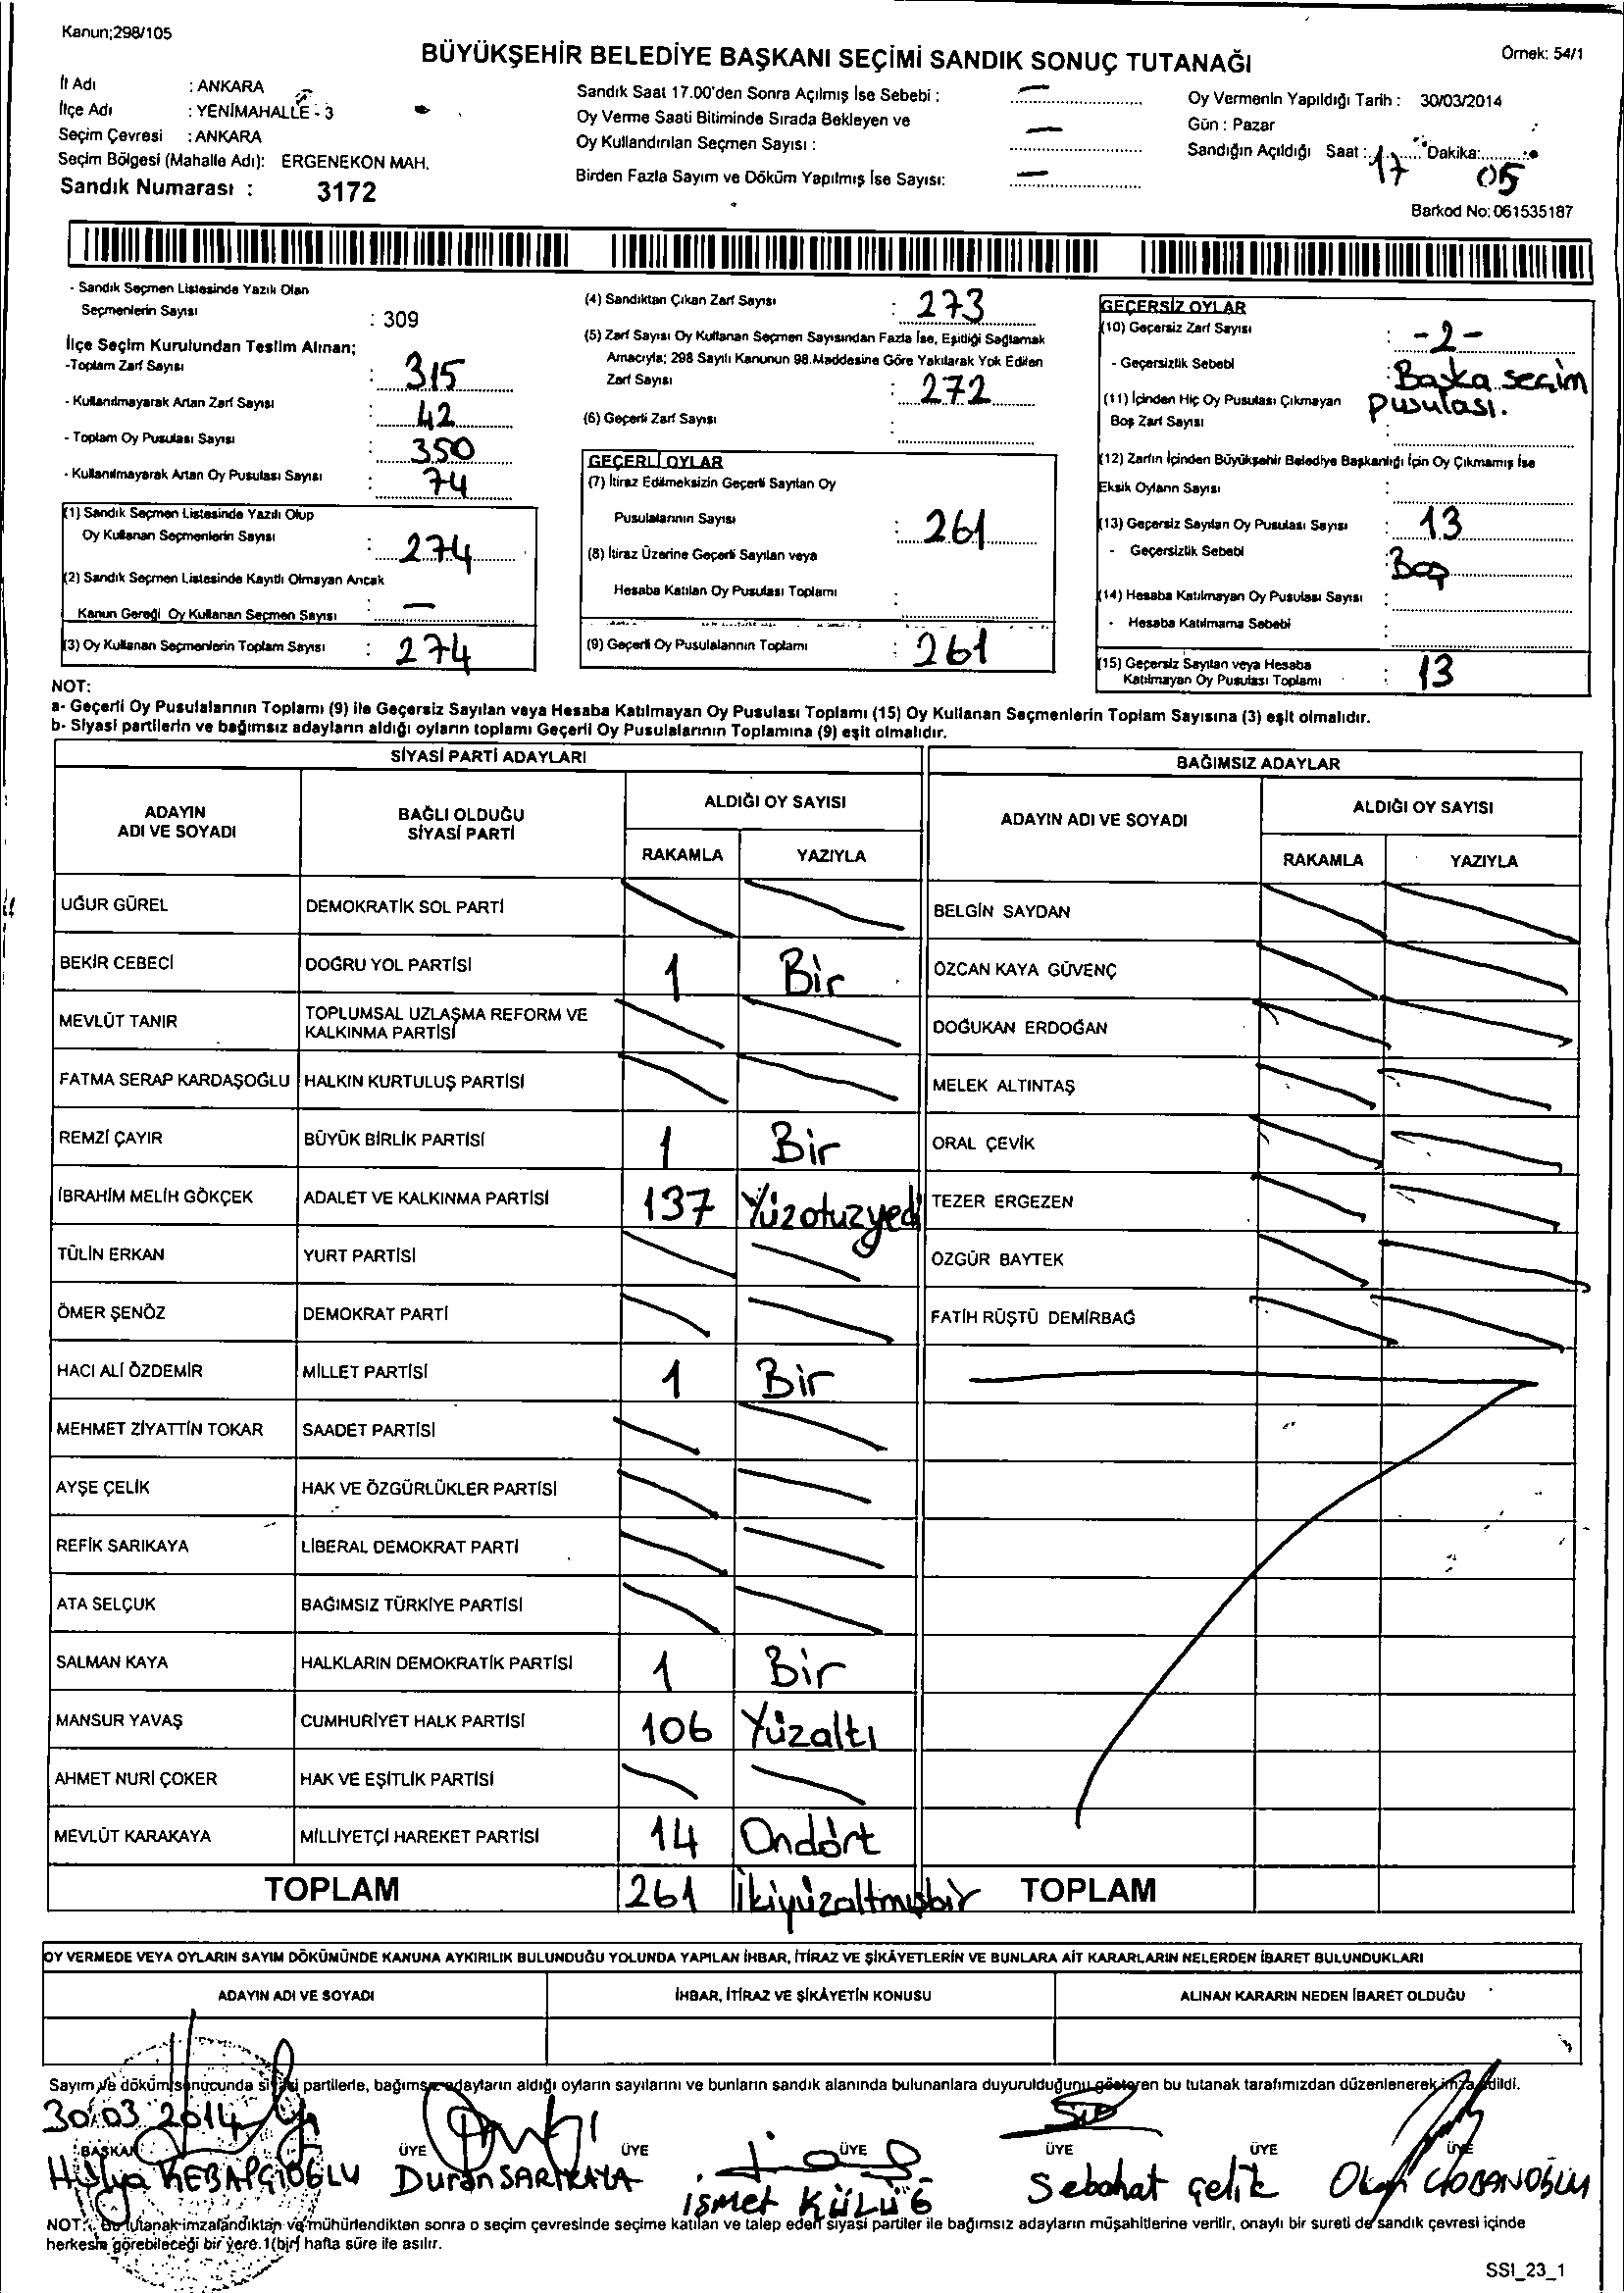 Kanun;298/105
BÜYÜKŞEHİR BELEDİYE BAŞKANI SEÇİMİ SANDIK SONUÇ TUTANAĞI
Örnek: 54/1
İl Adı : ANKARA
İlçe Adı : YENİMAHALLE - 3
Seçim Çevresi : ANKARA
Seçim Bölgesi (Mahalle Adı): ERGENEKON MAH.
Sandık Numarası : 3172
Sandık Saat 17.00'den Sonra Açılmış İse Sebebi : —
Oy Verme Saati Bitiminde Sırada Bekleyen ve
Oy Kullandırılan Seçmen Sayısı : —
Birden Fazla Sayım ve Döküm Yapılmış İse Sayısı: —
Oy Vermenin Yapıldığı Tarih : 30/03/2014
Gün : Pazar
Sandığın Açıldığı Saat : 17 Dakika: 05
Barkod No: 061535187
- Sandık Seçmen Listesinde Yazılı Olan
Seçmenlerin Sayısı : 309
İlçe Seçim Kurulundan Teslim Alınan;
-Toplam Zarf Sayısı : 315
- Kullanılmayarak Artan Zarf Sayısı : 42
- Toplam Oy Pusulası Sayısı : 350
- Kullanılmayarak Artan Oy Pusulası Sayısı : 74
(1) Sandık Seçmen Listesinde Yazılı Olup
Oy Kullanan Seçmenlerin Sayısı : 274
(2) Sandık Seçmen Listesinde Kayıtlı Olmayan Ancak
Kanun Gereği Oy Kullanan Seçmen Sayısı : —
(3) Oy Kullanan Seçmenlerin Toplam Sayısı : 274
(4) Sandıktan Çıkan Zarf Sayısı : 273
(5) Zarf Sayısı Oy Kullanan Seçmen Sayısından Fazla İse, Eşitliği Sağlamak
Amacıyla; 298 Sayılı Kanunun 98.Maddesine Göre Yakılarak Yok Edilen
Zarf Sayısı : 272
(6) Geçerli Zarf Sayısı :
GEÇERLİ OYLAR
(7) İtiraz Edilmeksizin Geçerli Sayılan Oy
Pusulalarının Sayısı : 261
(8) İtiraz Üzerine Geçerli Sayılan veya
Hesaba Katılan Oy Pusulası Toplamı :
(9) Geçerli Oy Pusulalarının Toplamı : 261
GEÇERSİZ OYLAR
(10) Geçersiz Zarf Sayısı : -2-
- Geçersizlik Sebebi : Başka seçim
pusulası.
(11) İçinden Hiç Oy Pusulası Çıkmayan
Boş Zarf Sayısı :
(12) Zarfın İçinden Büyükşehir Belediye Başkanlığı İçin Oy Çıkmamış İse
Eksik Oyların Sayısı :
(13) Geçersiz Sayılan Oy Pusulası Sayısı : 13
- Geçersizlik Sebebi : Boş
(14) Hesaba Katılmayan Oy Pusulası Sayısı :
- Hesaba Katılmama Sebebi :
(15) Geçersiz Sayılan veya Hesaba
Katılmayan Oy Pusulası Toplamı : 13
NOT:
a- Geçerli Oy Pusulalarının Toplamı (9) ile Geçersiz Sayılan veya Hesaba Katılmayan Oy Pusulası Toplamı (15) Oy Kullanan Seçmenlerin Toplam Sayısına (3) eşit olmalıdır.
b- Siyasi partilerin ve bağımsız adayların aldığı oyların toplamı Geçerli Oy Pusulalarının Toplamına (9) eşit olmalıdır.
SİYASİ PARTİ ADAYLARI
ADAYIN
ADI VE SOYADI
BAĞLI OLDUĞU
SİYASİ PARTİ
ALDIĞI OY SAYISI
RAKAMLA YAZIYLA
UĞUR GÜREL DEMOKRATİK SOL PARTİ
BEKİR CEBECİ DOĞRU YOL PARTİSİ 1 Bir
MEVLÜT TANIR TOPLUMSAL UZLAŞMA REFORM VE
KALKINMA PARTİSİ
FATMA SERAP KARDAŞOĞLU HALKIN KURTULUŞ PARTİSİ
REMZİ ÇAYIR BÜYÜK BİRLİK PARTİSİ 1 Bir
İBRAHİM MELİH GÖKÇEK ADALET VE KALKINMA PARTİSİ 137 Yüzotuzyedi
TÜLİN ERKAN YURT PARTİSİ
ÖMER ŞENÖZ DEMOKRAT PARTİ
HACI ALİ ÖZDEMİR MİLLET PARTİSİ 1 Bir
MEHMET ZİYATTİN TOKAR SAADET PARTİSİ
AYŞE ÇELİK HAK VE ÖZGÜRLÜKLER PARTİSİ
REFİK SARIKAYA LİBERAL DEMOKRAT PARTİ
ATA SELÇUK BAĞIMSIZ TÜRKİYE PARTİSİ
SALMAN KAYA HALKLARIN DEMOKRATİK PARTİSİ 1 Bir
MANSUR YAVAŞ CUMHURİYET HALK PARTİSİ 106 Yüzaltı
AHMET NURİ ÇOKER HAK VE EŞİTLİK PARTİSİ
MEVLÜT KARAKAYA MİLLİYETÇİ HAREKET PARTİSİ 14 Ondört
TOPLAM 261 İkiyüzaltmışbir
BAĞIMSIZ ADAYLAR
ADAYIN ADI VE SOYADI
ALDIĞI OY SAYISI
RAKAMLA YAZIYLA
BELGİN SAYDAN
ÖZCAN KAYA GÜVENÇ
DOĞUKAN ERDOĞAN
MELEK ALTINTAŞ
ORAL ÇEVİK
TEZER ERGEZEN
ÖZGÜR BAYTEK
FATİH RÜŞTÜ DEMİRBAĞ
TOPLAM
OY VERMEDE VEYA OYLARIN SAYIM DÖKÜMÜNDE KANUNA AYKIRILIK BULUNDUĞU YOLUNDA YAPILAN İHBAR, İTİRAZ VE ŞİKÂYETLERİN VE BUNLARA AİT KARARLARIN NELERDEN İBARET BULUNDUKLARI
ADAYIN ADI VE SOYADI İHBAR, İTİRAZ VE ŞİKÂYETİN KONUSU ALINAN KARARIN NEDEN İBARET OLDUĞU
Sayım ve döküm sonucunda siyasi partilerle, bağımsız adayların aldığı oyların sayılarını ve bunların sandık alanında bulunanlara duyurulduğunu gösteren bu tutanak tarafımızdan düzenlenerek imza edildi.
30.03.2014
BAŞKAN ÜYE ÜYE ÜYE ÜYE ÜYE ÜYE
Hülya KEBAPÇIOĞLU Duran SARIKAYA İsmet KÜLÜĞ Sebahat Çelik Okan ÇOBANOĞLU
NOT: Bu tutanak imzalandıktan ve mühürlendikten sonra o seçim çevresinde seçime katılan ve talep eden siyasi partiler ile bağımsız adayların müşahitlerine verilir, onaylı bir sureti de sandık çevresi içinde
herkesin görebileceği bir yere 1(bir) hafta süre ile asılır.
SSI_23_1